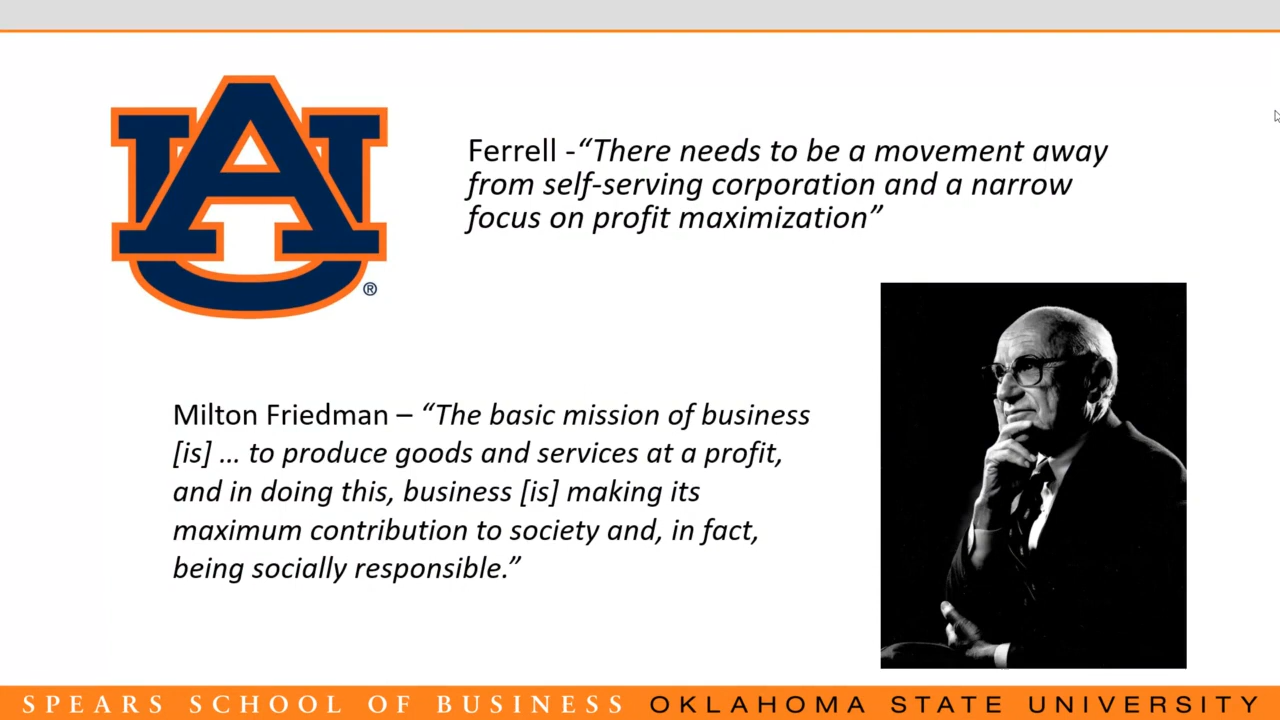 AU
®
Ferrell -“There needs to be a movement away
from self-serving corporation and a narrow
focus on profit maximization”
Milton Friedman – “The basic mission of business
[is] … to produce goods and services at a profit,
and in doing this, business [is] making its
maximum contribution to society and, in fact,
being socially responsible.”
SPEARS SCHOOL OF BUSINESS OKLAHOMA STATE UNIVERSITY